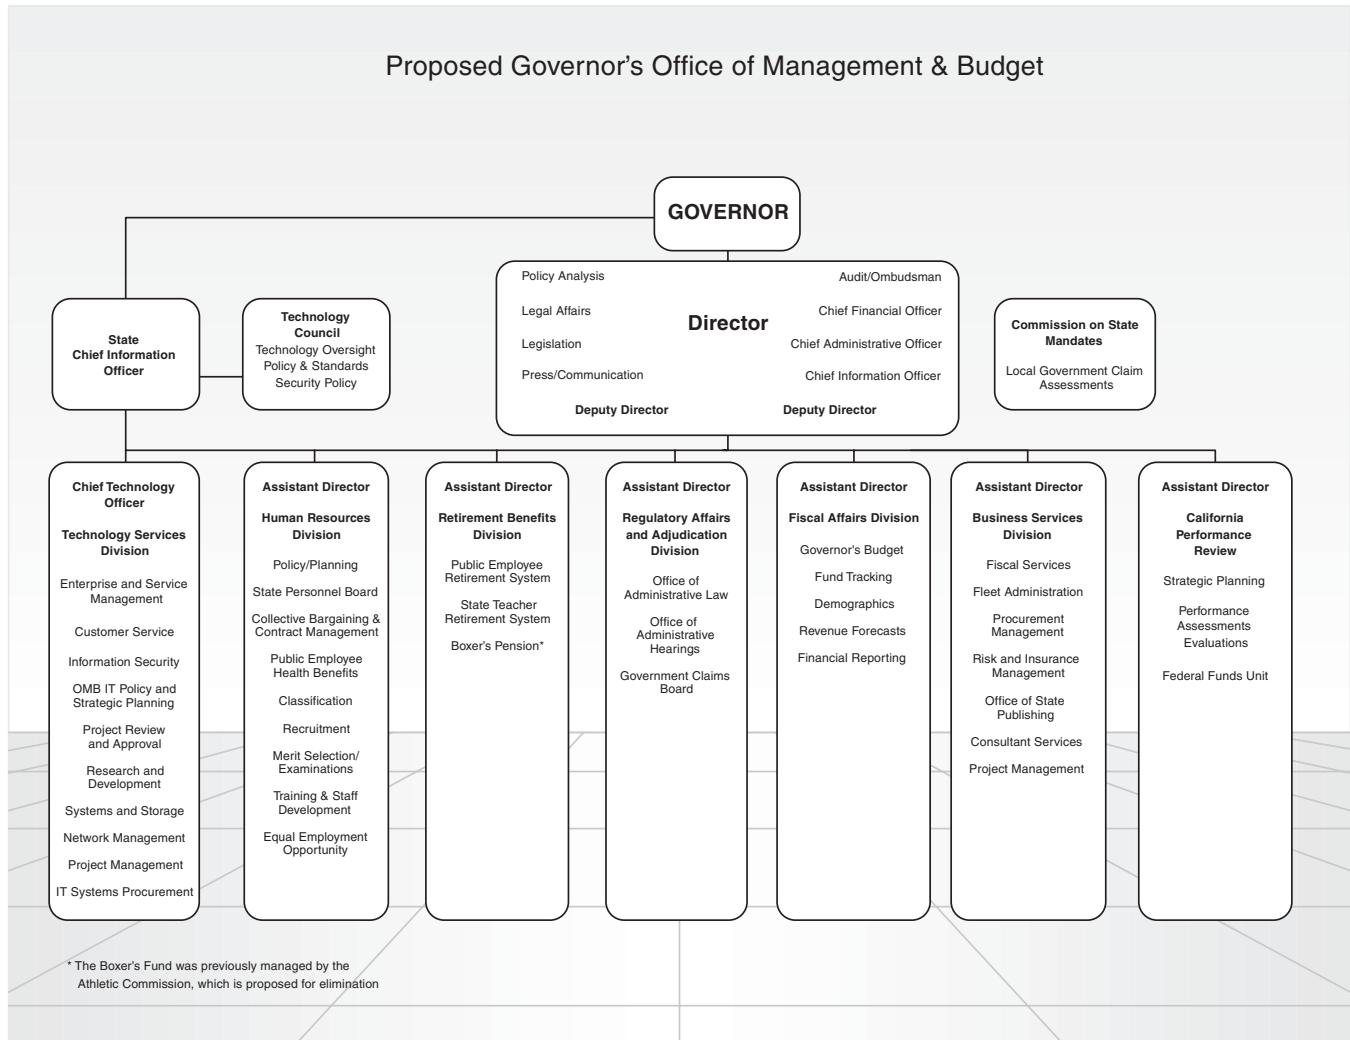 Proposed Governor’s Office of Management & Budget
GOVERNOR
State
Chief Information
Officer
Technology
Council
Technology Oversight
Policy & Standards
Security Policy
Policy Analysis
Legal Affairs
Legislation
Press/Communication
Director
Audit/Ombudsman
Chief Financial Officer
Chief Administrative Officer
Chief Information Officer
Deputy Director
Deputy Director
Commission on State
Mandates
Local Government Claim
Assessments
Chief Technology
Officer
Technology Services
Division
Enterprise and Service
Management
Customer Service
Information Security
OMB IT Policy and
Strategic Planning
Project Review
and Approval
Research and
Development
Systems and Storage
Network Management
Project Management
IT Systems Procurement
Assistant Director
Human Resources
Division
Policy/Planning
State Personnel Board
Collective Bargaining &
Contract Management
Public Employee
Health Benefits
Classification
Recruitment
Merit Selection/
Examinations
Training & Staff
Development
Equal Employment
Opportunity
Assistant Director
Retirement Benefits
Division
Public Employee
Retirement System
State Teacher
Retirement System
Boxer’s Pension*
Assistant Director
Regulatory Affairs
and Adjudication
Division
Office of
Administrative Law
Office of
Administrative
Hearings
Government Claims
Board
Assistant Director
Fiscal Affairs Division
Governor’s Budget
Fund Tracking
Demographics
Revenue Forecasts
Financial Reporting
Assistant Director
Business Services
Division
Fiscal Services
Fleet Administration
Procurement
Management
Risk and Insurance
Management
Office of State
Publishing
Consultant Services
Project Management
Assistant Director
California
Performance
Review
Strategic Planning
Performance
Assessments
Evaluations
Federal Funds Unit
* The Boxer’s Fund was previously managed by the
Athletic Commission, which is proposed for elimination